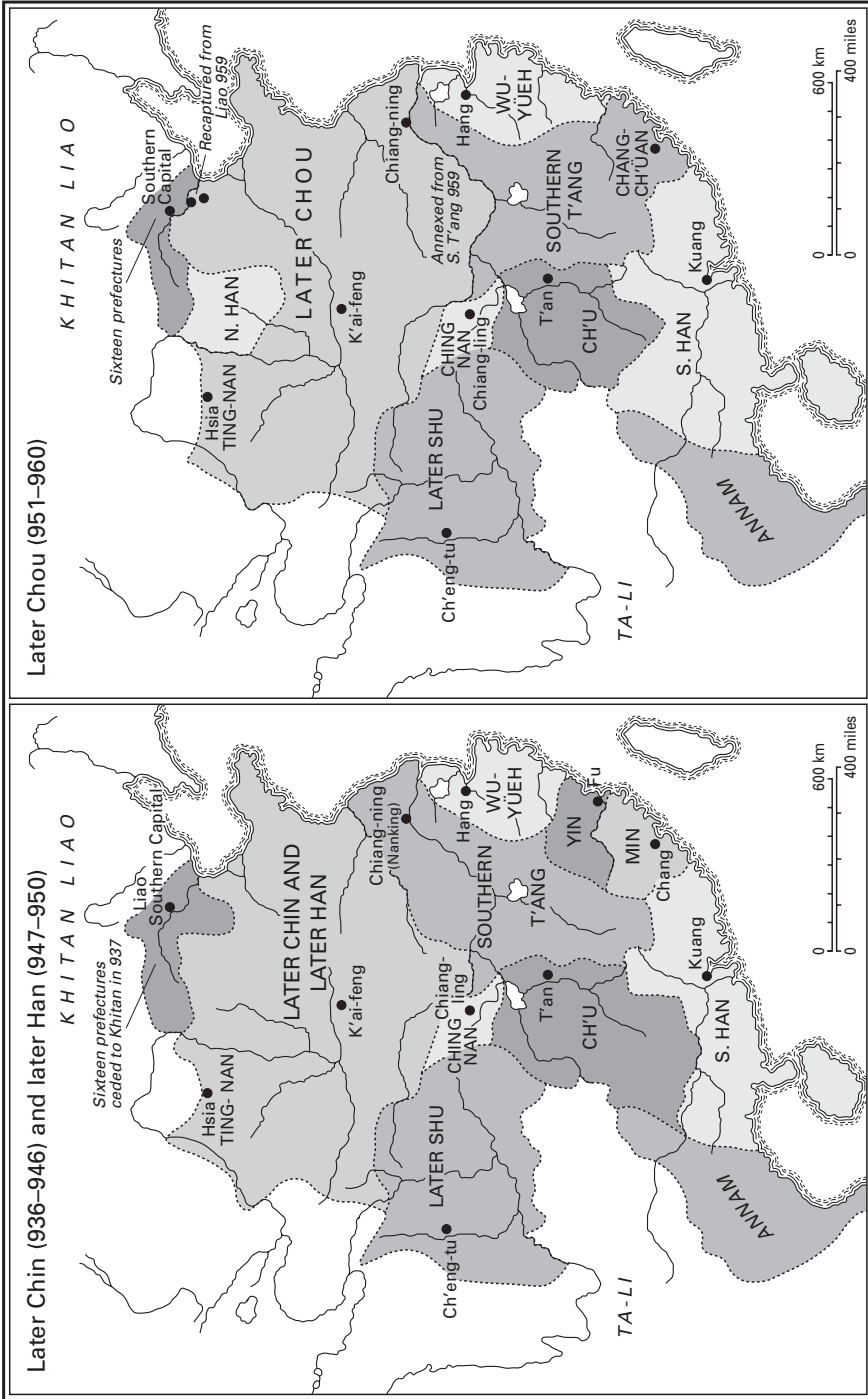 Later Chin (936–946) and later Han (947–950)
KHITAN LIAO
Sixteen prefectures
ceded to Khitan in 937
Liao
Southern Capital
Hsia
TING- NAN
LATER CHIN AND
LATER HAN
K'ai-feng
Chiang-ning
(Nanking)
Hang
WU-
YÜEH
SOUTHERN
T'ANG
Chiang-
ling
CHING
NAN
LATER SHU
Ch'eng-tu
YIN
Fu
MIN
Chang
T'an
CH'U
Kuang
S. HAN
TA-LI
ANNAM
0
600 km
0
400 miles
Later Chou (951–960)
KHITAN LIAO
Sixteen prefectures
Southern
Capital
Recaptured from
Liao 959
N. HAN
Hsia
TING-NAN
LATER CHOU
K'ai-feng
Chiang-ning
Annexed from
S. T'ang 959
Hang
WU-
YÜEH
CHING
NAN
Chiang-ling
LATER SHU
Ch'eng-tu
SOUTHERN
T'ANG
CHANG-
CH'ÜAN
T'an
CH'U
Kuang
S. HAN
TA-LI
ANNAM
0
600 km
0
400 miles